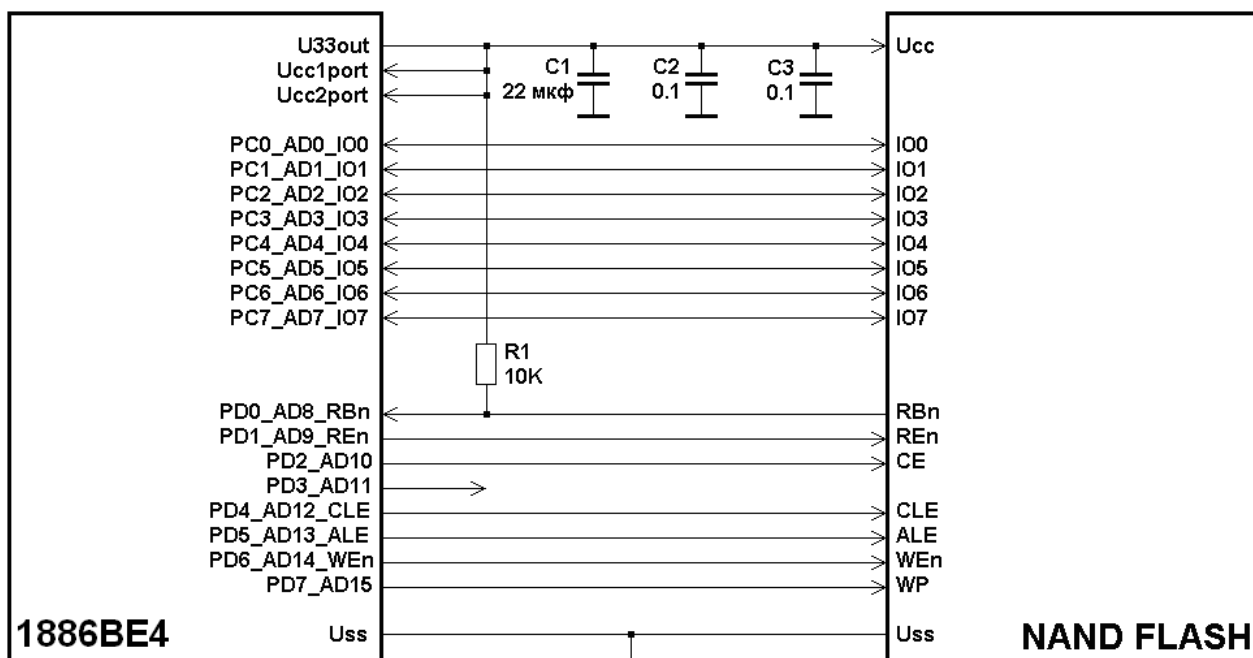 U33out Ucc
Ucc1port C1 C2 C3
Ucc2port 22 мкф 0.1 0.1
PC0_AD0_IO0 IO0
PC1_AD1_IO1 IO1
PC2_AD2_IO2 IO2
PC3_AD3_IO3 IO3
PC4_AD4_IO4 IO4
PC5_AD5_IO5 IO5
PC6_AD6_IO6 IO6
PC7_AD7_IO7 IO7
R1
10K
PD0_AD8_RBn RBn
PD1_AD9_REn REn
PD2_AD10 CE
PD3_AD11
PD4_AD12_CLE CLE
PD5_AD13_ALE ALE
PD6_AD14_WEn WEn
PD7_AD15 WP
1886BE4 Uss Uss NAND FLASH